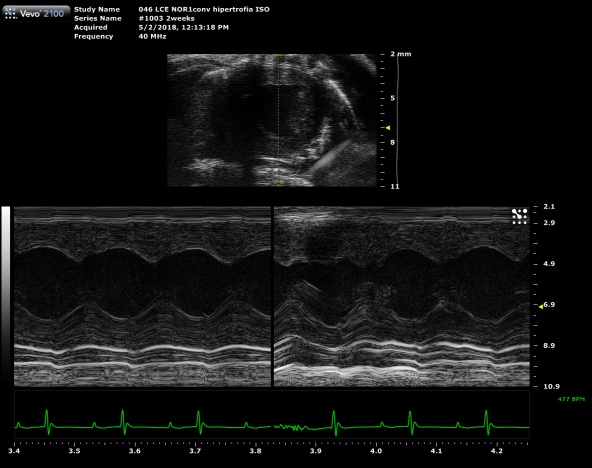 Vevo 2100
Study Name 046 LCE NOR1conv hipertrofia ISO
Series Name #1003 2weeks
Acquired 5/2/2018, 12:13:18 PM
Frequency 40 MHz
2 mm
5
8
11
2.1
2.9
4.9
6.9
8.9
10.9
477 BPM
3.4 3.5 3.6 3.7 3.8 3.9 4.0 4.1 4.2